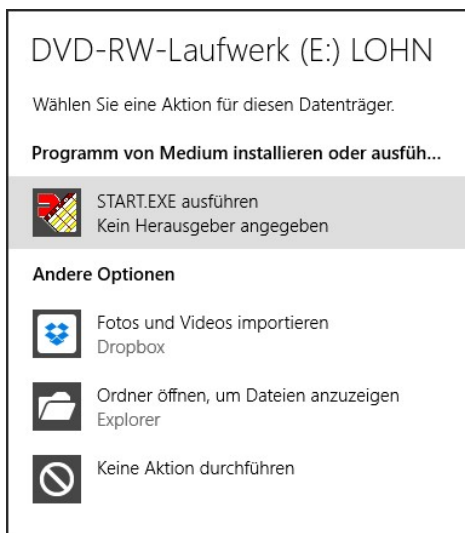 DVD-RW-Laufwerk (E:) LOHN
Wählen Sie eine Aktion für diesen Datenträger.
Programm von Medium installieren oder ausfüh...
START.EXE ausführen
Kein Herausgeber angegeben
Andere Optionen
Fotos und Videos importieren
Dropbox
Ordner öffnen, um Dateien anzuzeigen
Explorer
Keine Aktion durchführen